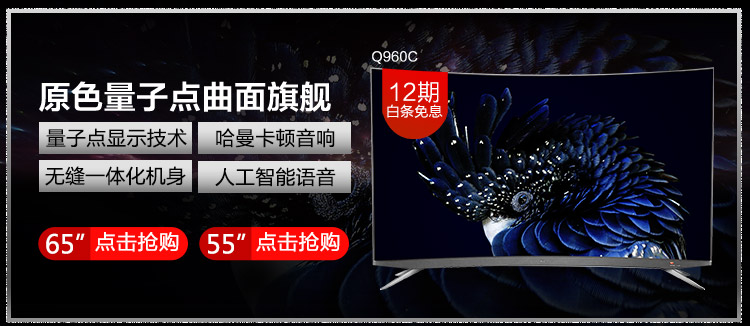 Q960C
12期
白条免息
原色量子点曲面旗舰
量子点显示技术
哈曼卡顿音响
无缝一体化机身
人工智能语音
65” 点击抢购
55” 点击抢购